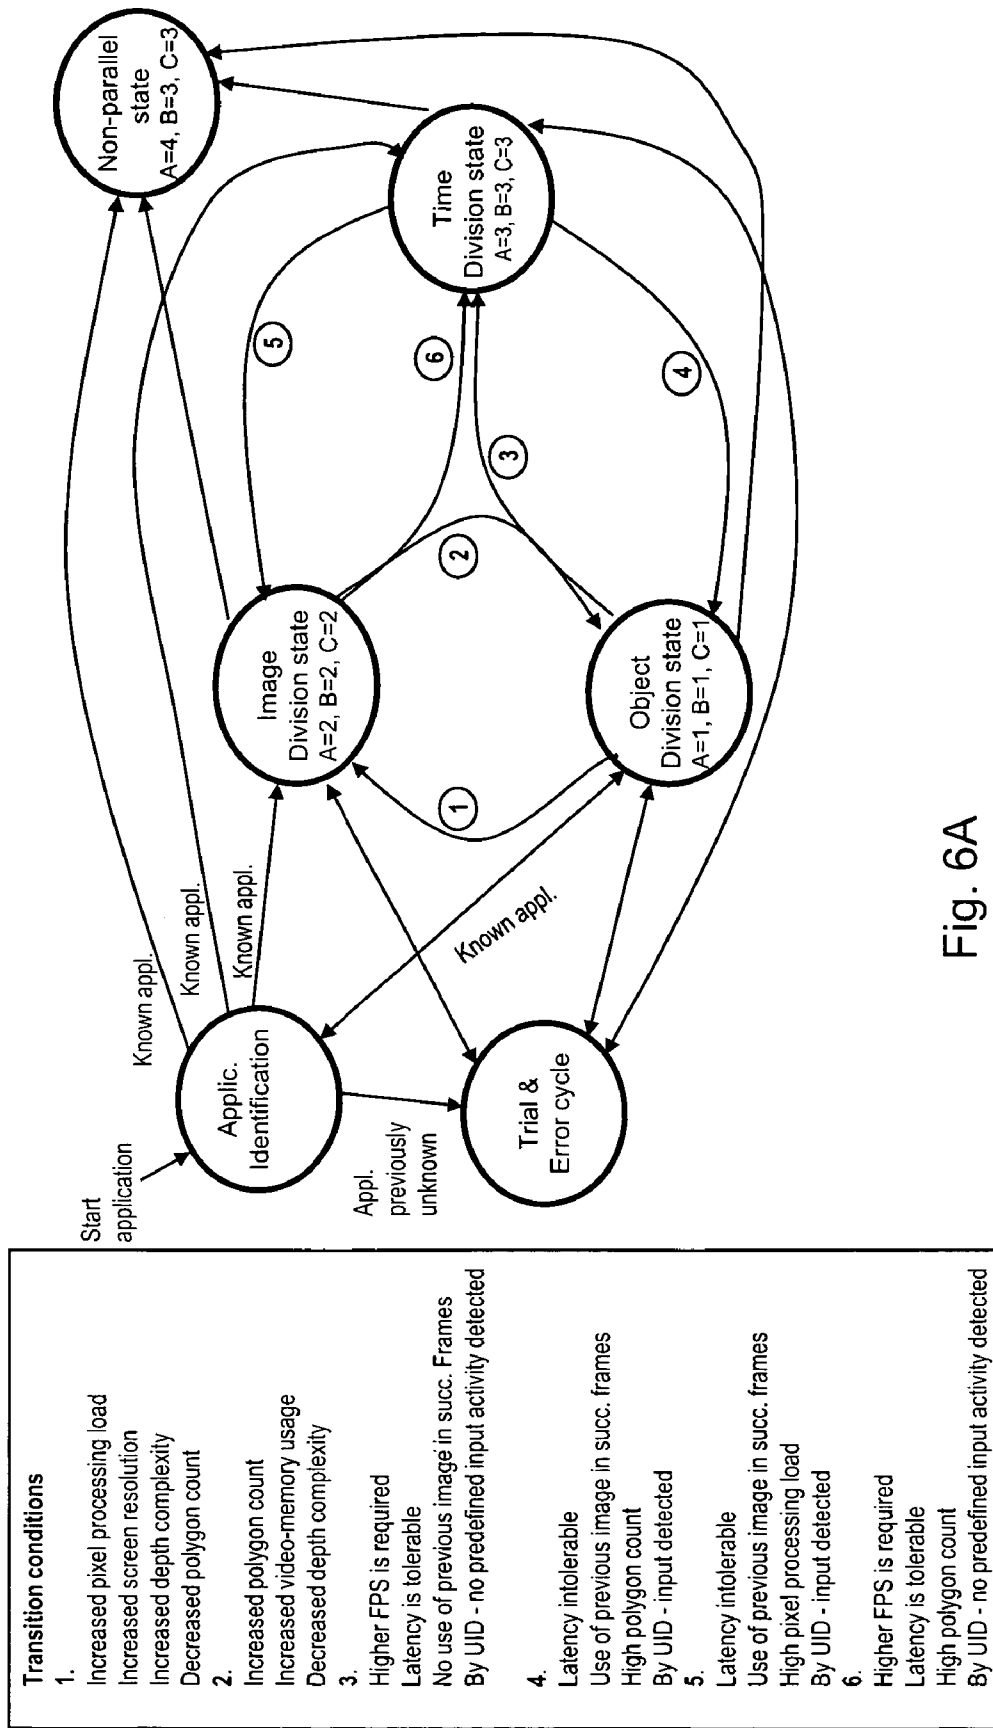 Transition conditions
1.
Increased pixel processing load
Increased screen resolution
Increased depth complexity
Decreased polygon count
2.
Increased polygon count
Increased video-memory usage
Decreased depth complexity
3.
Higher FPS is required
Latency is tolerable
No use of previous image in succ. Frames
By UID - no predefined input activity detected
4.
Latency intolerable
Use of previous image in succ. frames
High polygon count
By UID - input detected
5.
Latency intolerable
Use of previous image in succ. frames
High pixel processing load
By UID - input detected
6.
Higher FPS is required
Latency is tolerable
High polygon count
By UID - no predefined input activity detected
Start
application
Applic.
Identification
Appl.
previously
unknown
Trial &
Error cycle
Known appl.
Known appl.
Known appl.
Known appl.
Image
Division state
A=2, B=2, C=2
Object
Division state
A=1, B=1, C=1
Time
Division state
A=3, B=3, C=3
Non-parallel
state
A=4, B=3, C=3
1
2
3
4
5
6
Fig. 6A